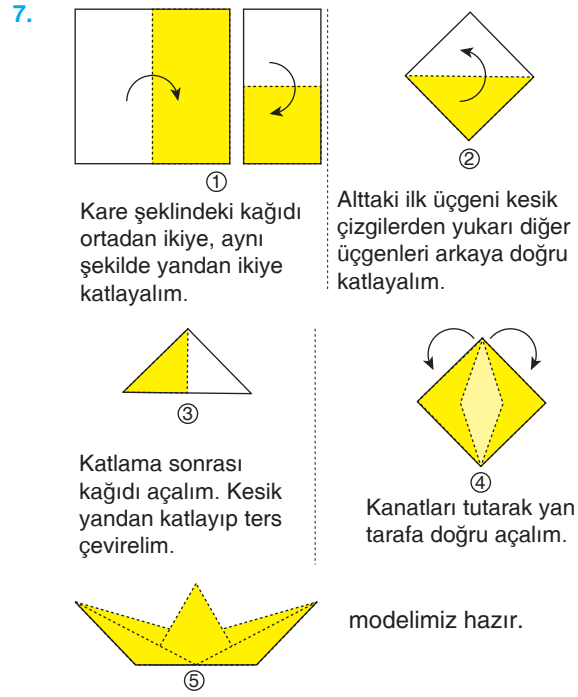 7.
①
Kare şeklindeki kağıdı
ortadan ikiye, aynı
şekilde yandan ikiye
katlayalım.
②
Alttaki ilk üçgeni kesik
çizgilerden yukarı diğer
üçgenleri arkaya doğru
katlayalım.
③
Katlama sonrası
kağıdı açalım. Kesik
yandan katlayıp ters
çevirelim.
④
Kanatları tutarak yan
tarafa doğru açalım.
⑤
modelimiz hazır.